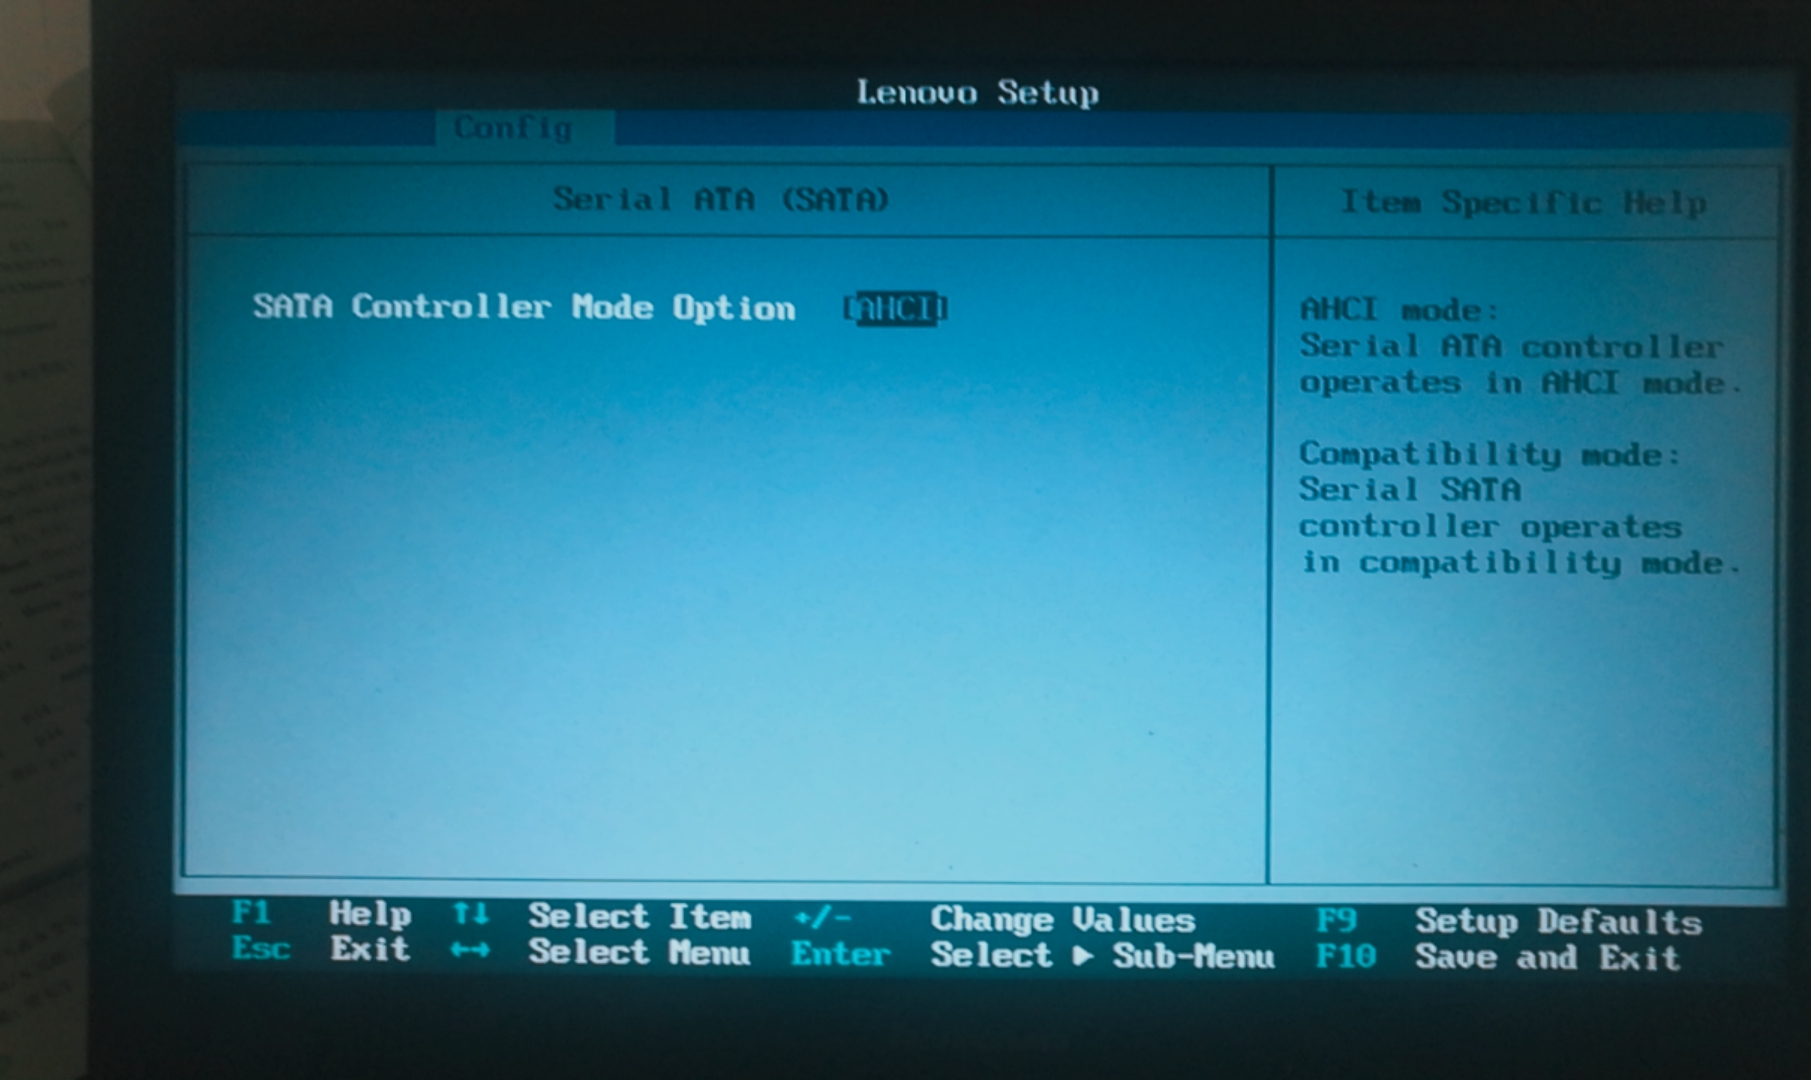 Lenovo Setup
Config
Serial ATA (SATA)
Item Specific Help
SATA Controller Mode Option [AHCI]
AHCI mode:
Serial ATA controller
operates in AHCI mode.
Compatibility mode:
Serial SATA
controller operates
in compatibility mode.
F1 Help ↑↓ Select Item +/- Change Values F9 Setup Defaults
Esc Exit ←→ Select Menu Enter Select ▶ Sub-Menu F10 Save and Exit